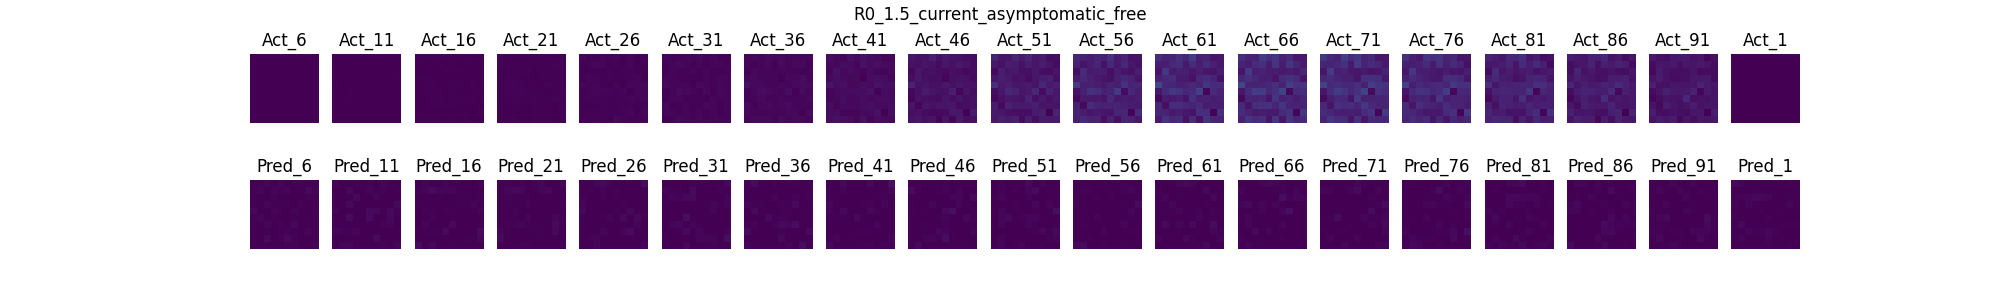 R0_1.5_current_asymptomatic_free
Act_6 Act_11 Act_16 Act_21 Act_26 Act_31 Act_36 Act_41 Act_46 Act_51 Act_56 Act_61 Act_66 Act_71 Act_76 Act_81 Act_86 Act_91 Act_1
Pred_6 Pred_11 Pred_16 Pred_21 Pred_26 Pred_31 Pred_36 Pred_41 Pred_46 Pred_51 Pred_56 Pred_61 Pred_66 Pred_71 Pred_76 Pred_81 Pred_86 Pred_91 Pred_1